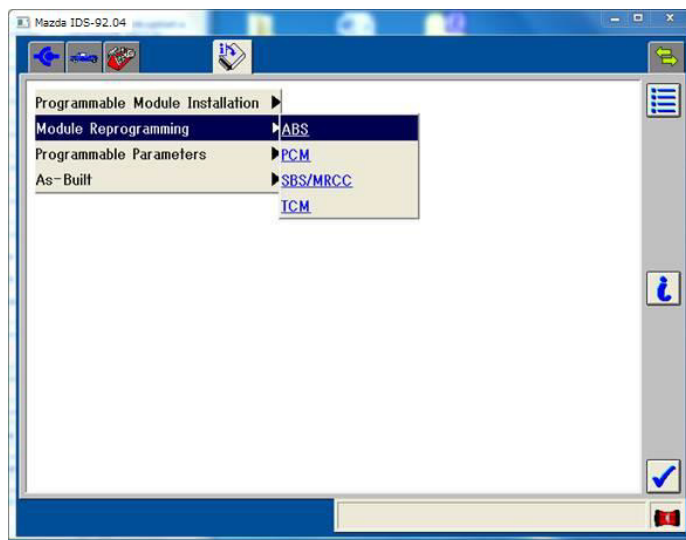 Mazda IDS-92.04
Programmable Module Installation
Module Reprogramming
ABS
Programmable Parameters
PCM
As-Built
SBS/MRCC
TCM